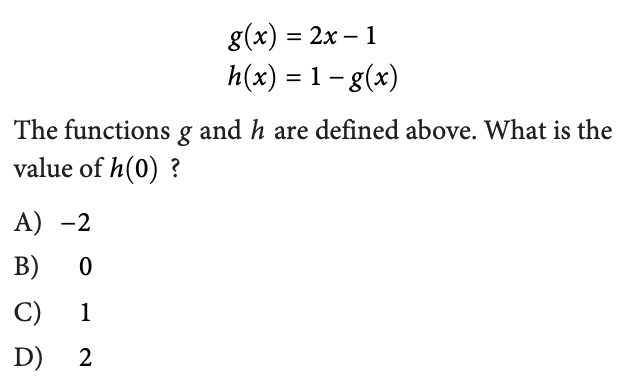 g(x) = 2x – 1
h(x) = 1 – g(x)
The functions g and h are defined above. What is the
value of h(0) ?
A) –2
B) 0
C) 1
D) 2